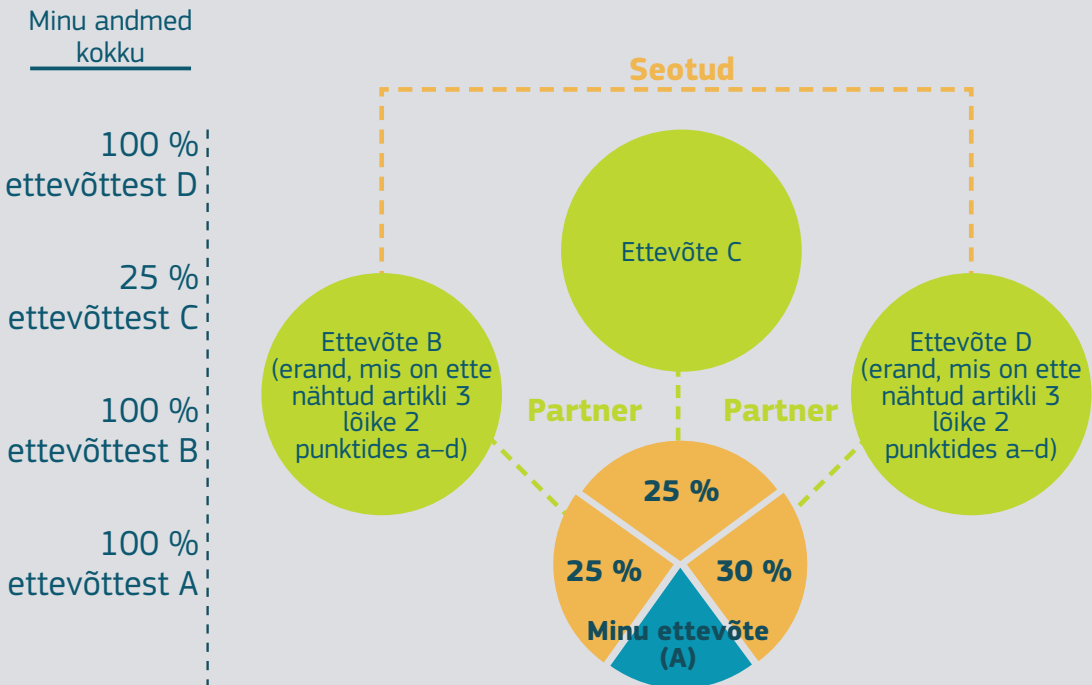 Minu andmed
kokku
100 %
ettevõttest D
25 %
ettevõttest C
100 %
ettevõttest B
100 %
ettevõttest A
Seotud
Ettevõte C
Ettevõte B
(erand, mis on ette
nähtud artikli 3
lõike 2
punktides a–d)
Partner
Partner
Ettevõte D
(erand, mis on ette
nähtud artikli 3
lõike 2
punktides a–d)
25 %
25 %
30 %
Minu ettevõte
(A)